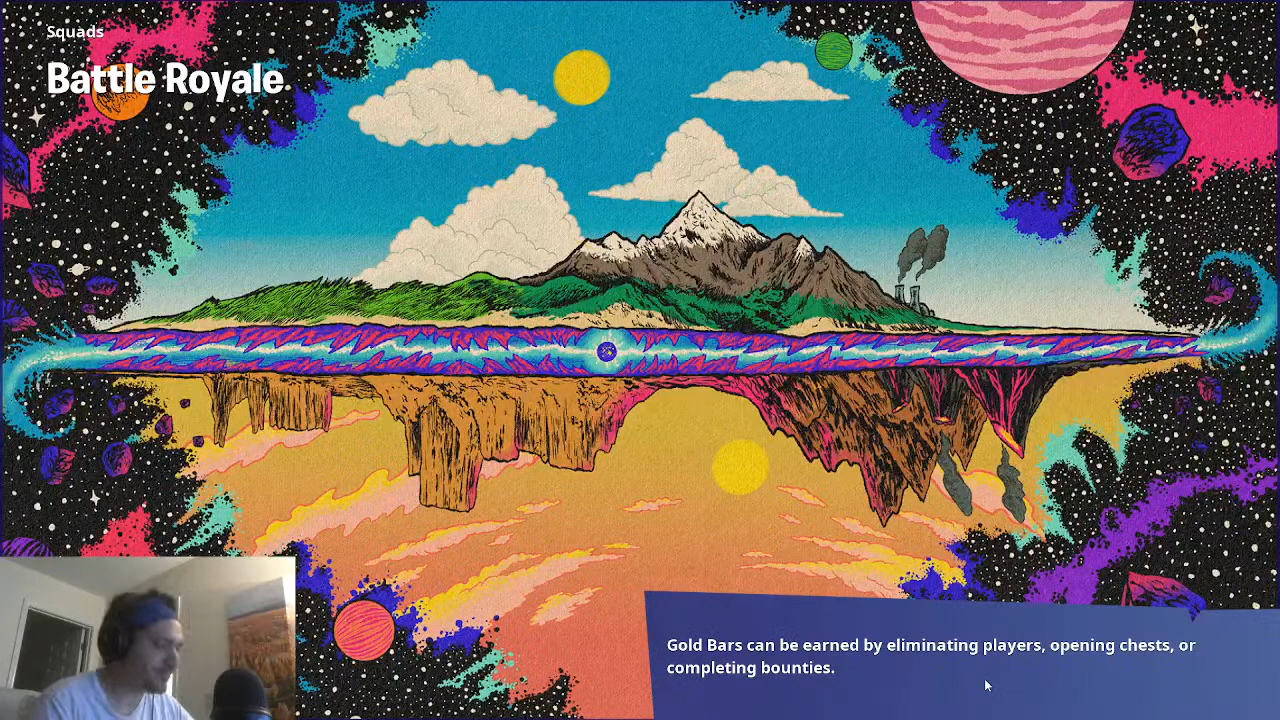 Squads
Battle Royale
Gold Bars can be earned by eliminating players, opening chests, or
completing bounties.